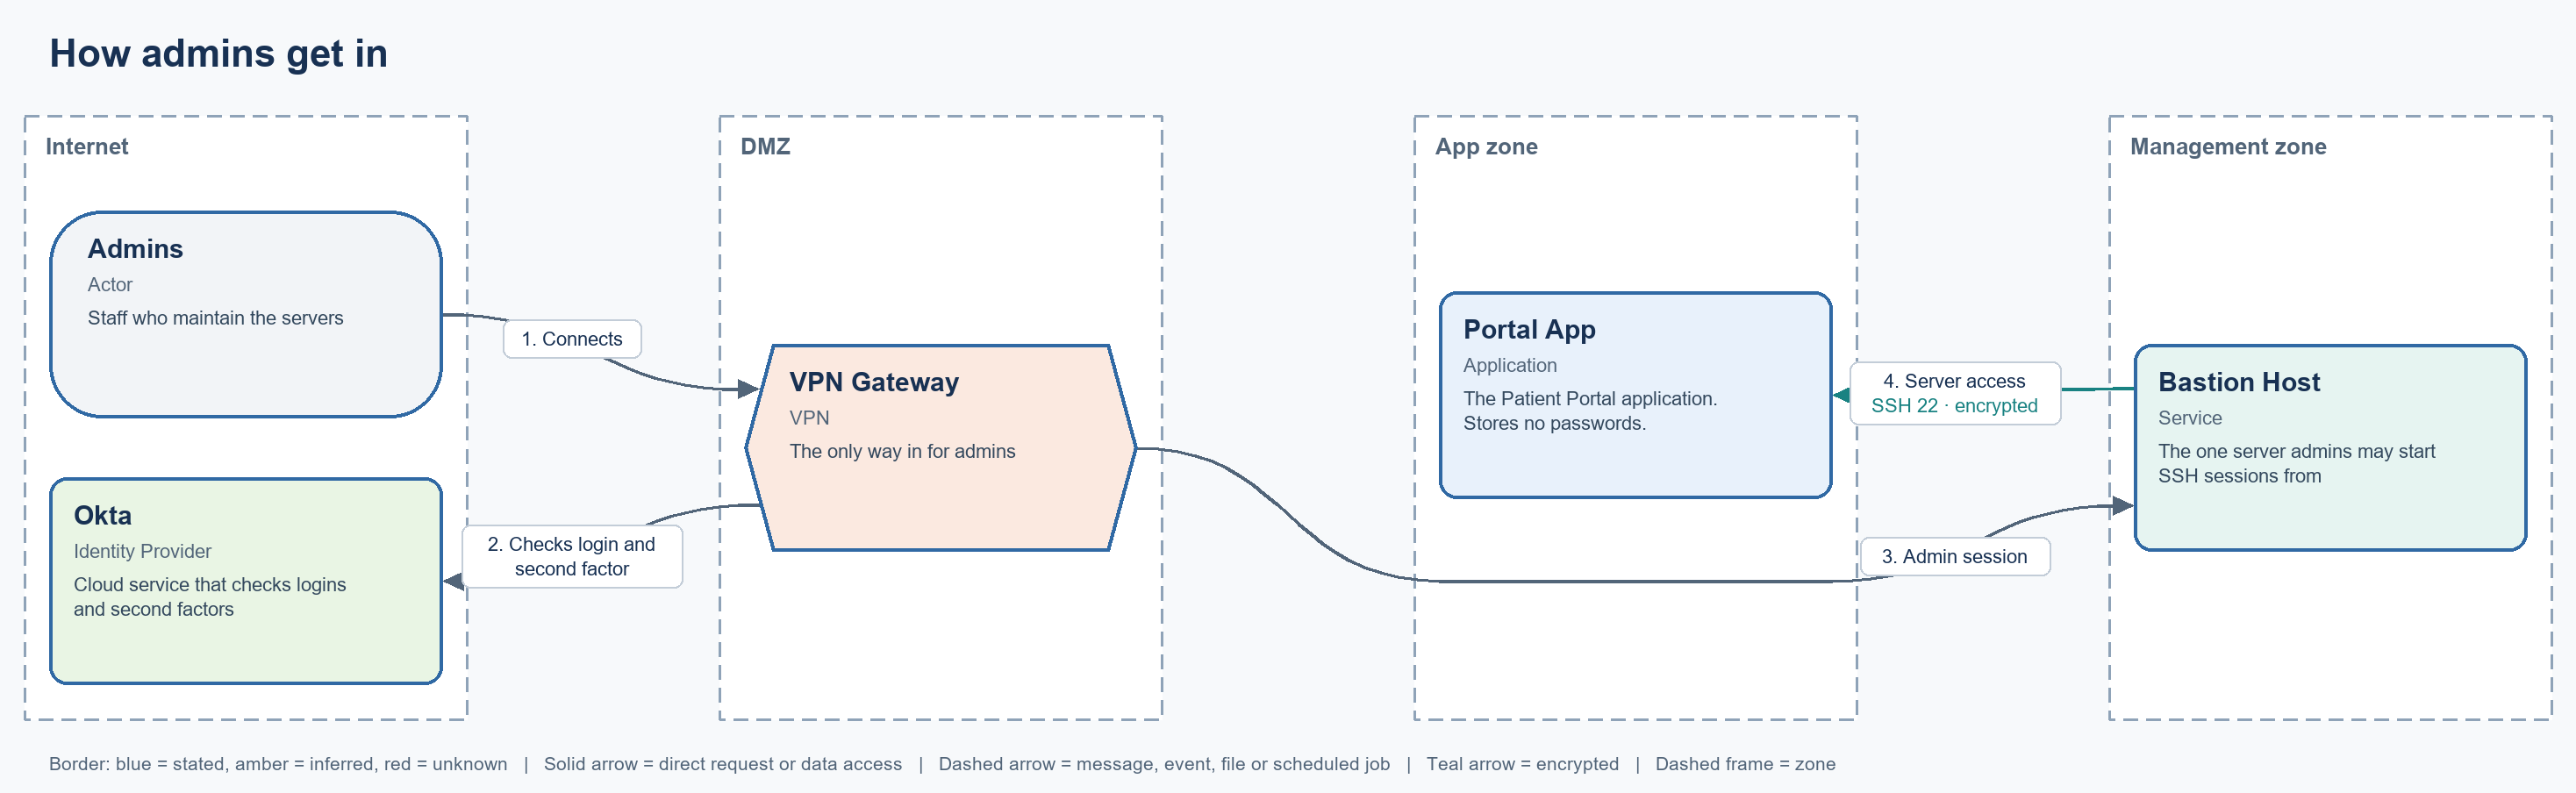 How admins get in
Internet
Admins
Actor
Staff who maintain the servers
Okta
Identity Provider
Cloud service that checks logins
and second factors
1. Connects
2. Checks login and
second factor
DMZ
VPN Gateway
VPN
The only way in for admins
App zone
Portal App
Application
The Patient Portal application.
Stores no passwords.
4. Server access
SSH 22 · encrypted
3. Admin session
Management zone
Bastion Host
Service
The one server admins may start
SSH sessions from
Border: blue = stated, amber = inferred, red = unknown | Solid arrow = direct request or data access | Dashed arrow = message, event, file or scheduled job | Teal arrow = encrypted | Dashed frame = zone